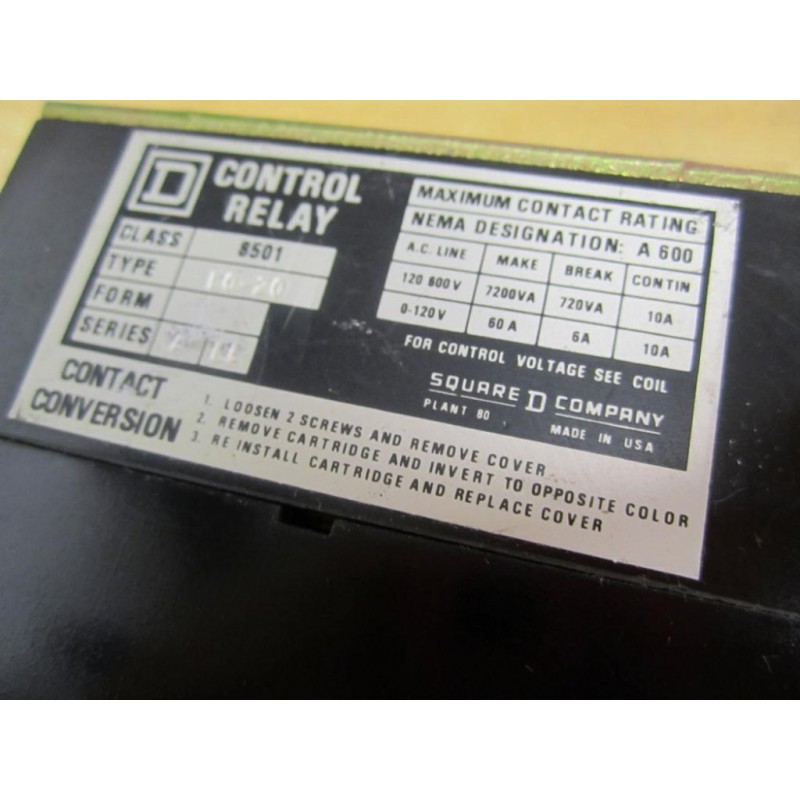 D CONTROL
RELAY
CLASS 8501
TYPE
FORM
SERIES
MAXIMUM CONTACT RATING
NEMA DESIGNATION: A 600
A.C. LINE MAKE BREAK CONTIN
120 600V 7200VA 720VA 10A
0-120V 60 A 6A 10A
FOR CONTROL VOLTAGE SEE COIL
SQUARE D COMPANY
PLANT 80 MADE IN USA
CONTACT
CONVERSION
1. LOOSEN 2 SCREWS AND REMOVE COVER
2. REMOVE CARTRIDGE AND INVERT TO OPPOSITE COLOR
3. RE INSTALL CARTRIDGE AND REPLACE COVER